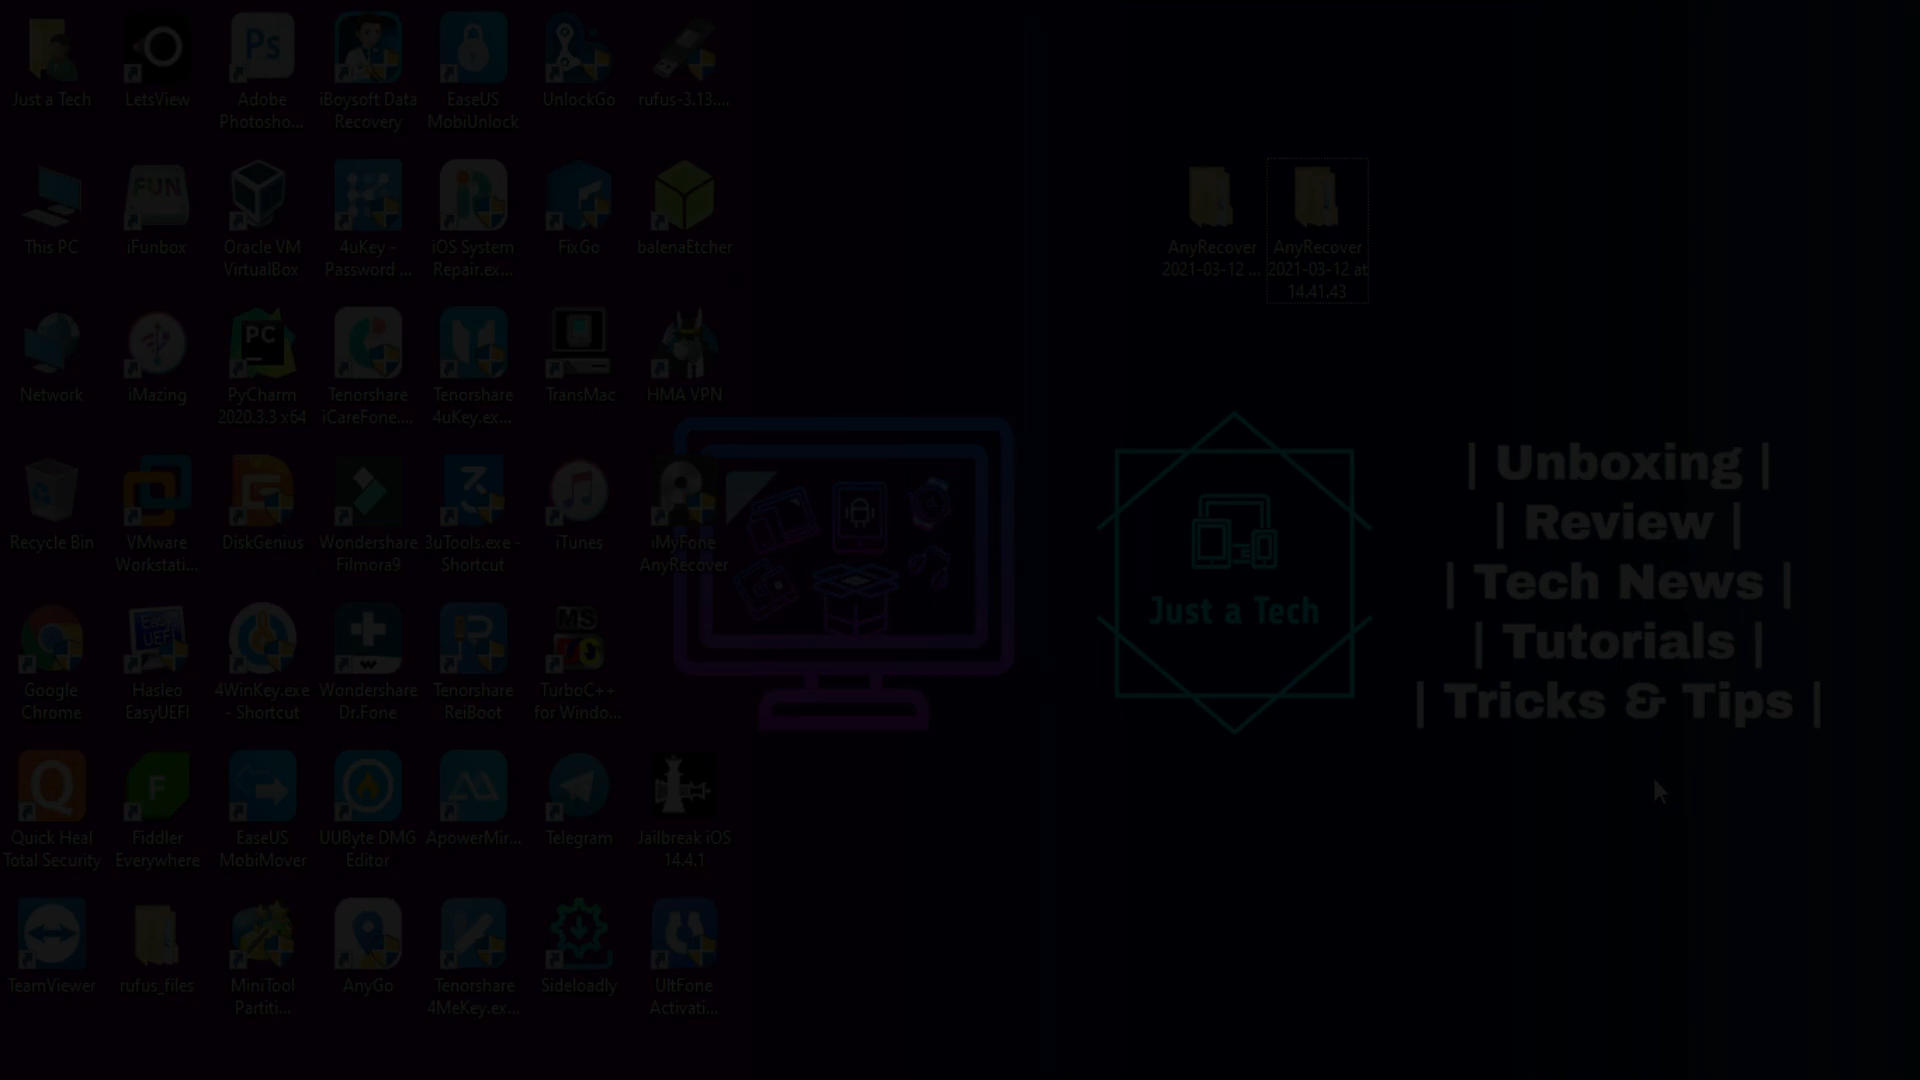 Just a Tech
LetsView
Adobe
Photosho...
iBoysoft Data
Recovery
EaseUS
MobiUnlock
UnlockGo
rufus-3.13....
This PC
FUN
iFunbox
Oracle VM
VirtualBox
4uKey -
Password ...
iOS System
Repair.ex...
FixGo
balenaEtcher
AnyRecover
2021-03-12 ...
AnyRecover
2021-03-12 at
14.41.43
Network
iMazing
PC
PyCharm
2020.3.3 x64
Tenorshare
iCareFone....
Tenorshare
4uKey.ex...
TransMac
HMA VPN
Recycle Bin
VMware
Workstati...
DiskGenius
Wondershare
Filmora9
3uTools.exe -
Shortcut
iTunes
iMyFone
AnyRecover
Just a Tech
| Unboxing |
| Review |
| Tech News |
| Tutorials |
| Tricks & Tips |
Google
Chrome
Easy
UEFI
Hasleo
EasyUEFI
4WinKey.exe
- Shortcut
Wondershare
Dr.Fone
Tenorshare
ReiBoot
MS
TurboC++
for Windo...
Quick Heal
Total Security
Fiddler
Everywhere
EaseUS
MobiMover
UUByte DMG
Editor
ApowerMir...
Telegram
Jailbreak iOS
14.4.1
TeamViewer
rufus_files
MiniTool
Partiti...
AnyGo
Tenorshare
4MeKey.ex...
Sideloadly
UltFone
Activati...